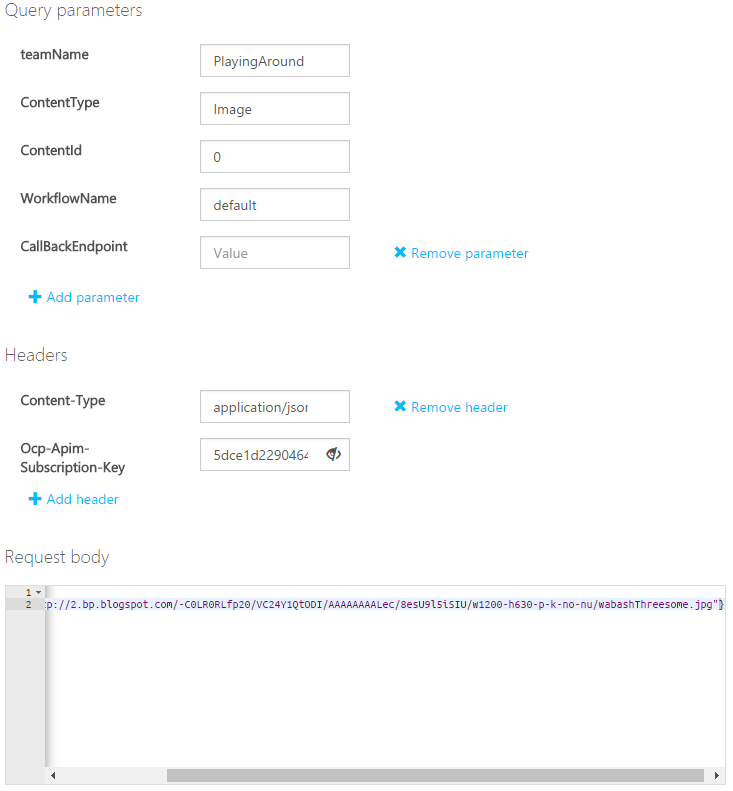 Query parameters
teamName
PlayingAround
ContentType
Image
ContentId
0
WorkflowName
default
CallBackEndpoint
Value
Remove parameter
Add parameter
Headers
Content-Type
application/jsor
Remove header
Ocp-Apim-
Subscription-Key
5dce1d2290464
Add header
Request body
1
2
tp://2.bp.blogspot.com/-C0LR0RLfp20/VC24Y1QtODI/AAAAAAAALec/8esU9l5iSIU/w1200-h630-p-k-no-nu/wabashThreesome.jpg"}